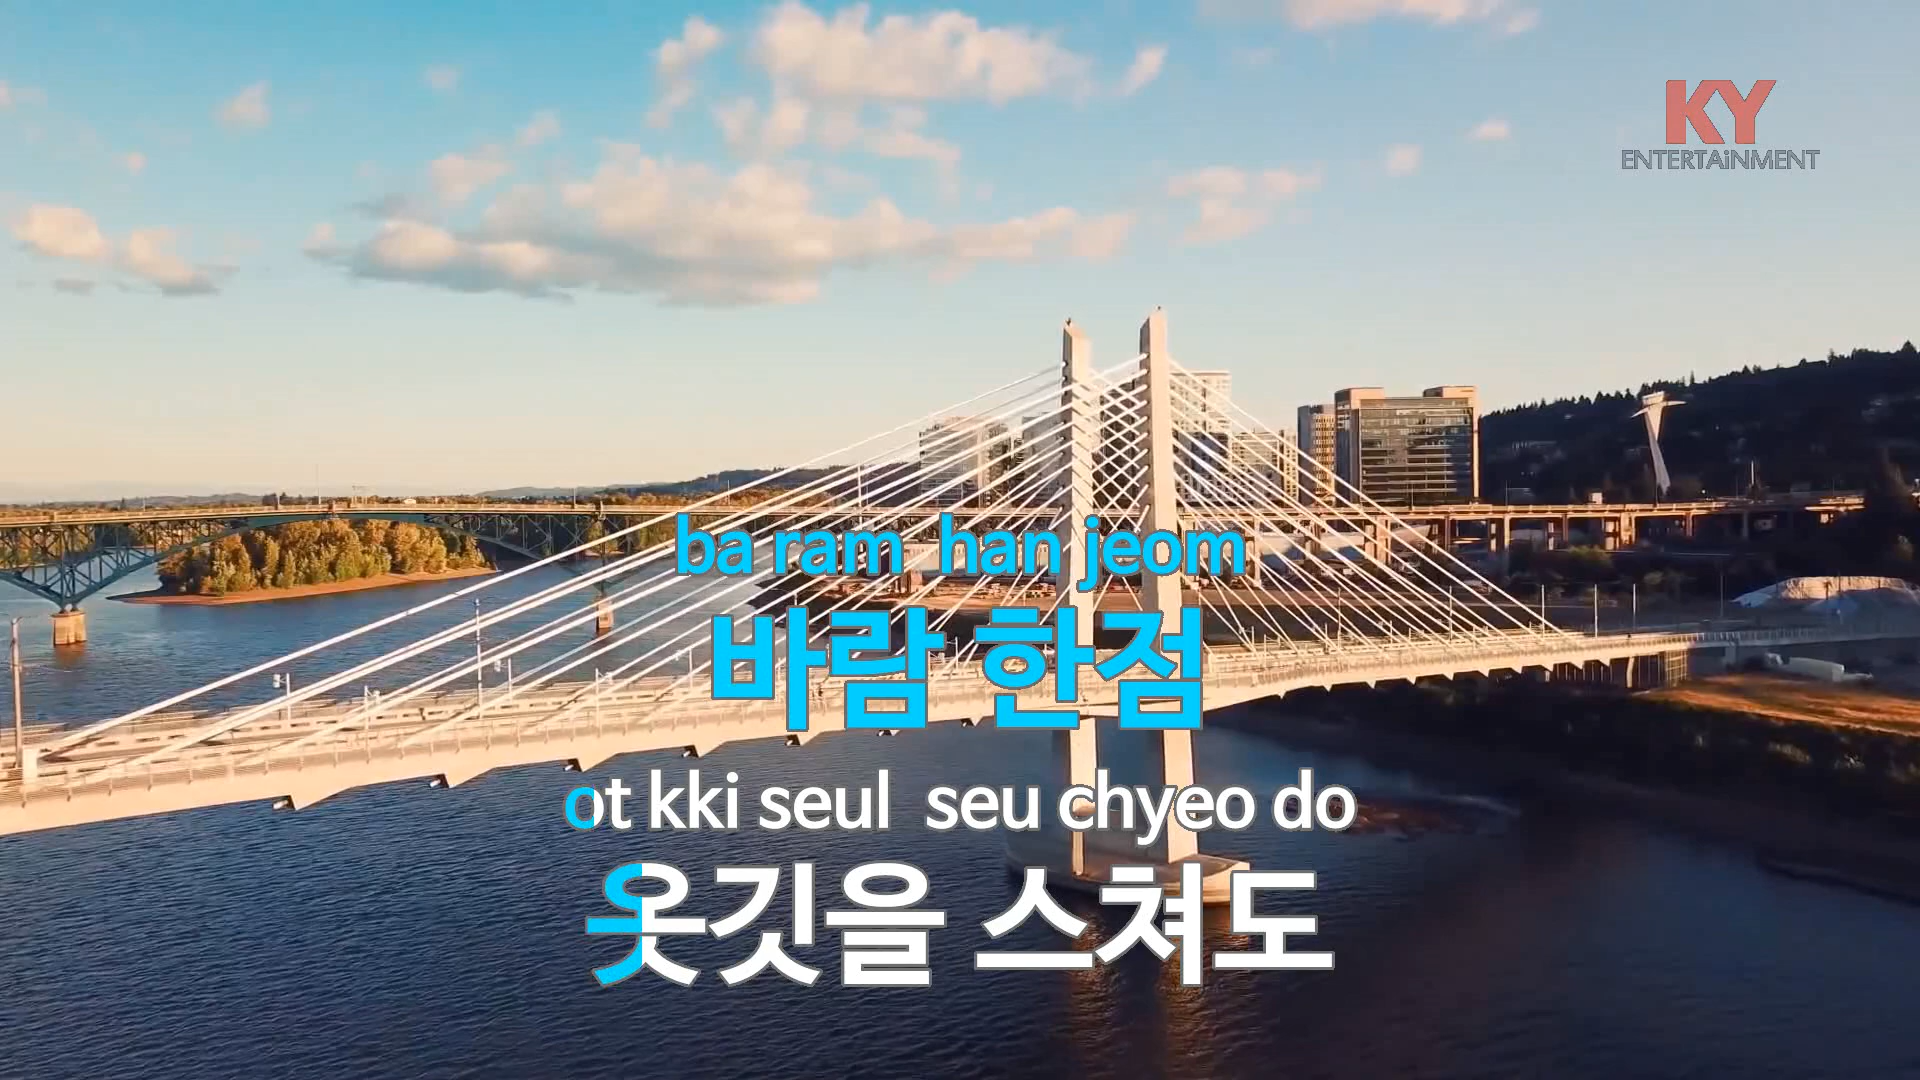 KY
ENTERTAiNMENT
ba ram han jeom
바람 한점
ot kki seul seu chyeo do
옷깃을 스쳐도